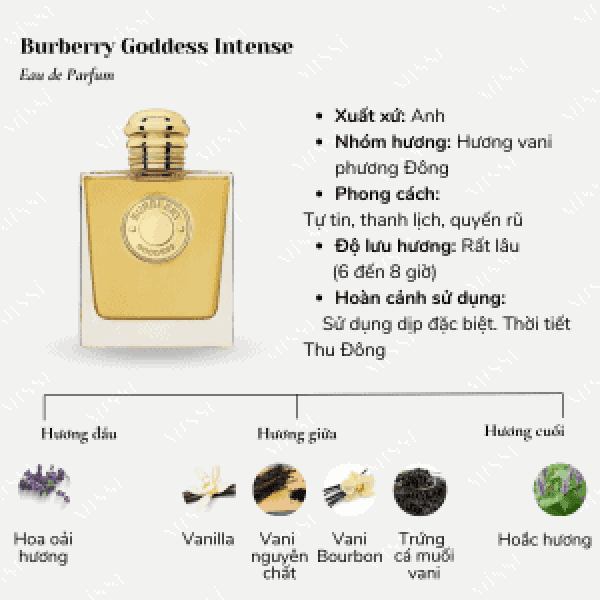 Burberry Goddess Intense
Eau de Parfum
• Xuất xứ: Anh
• Nhóm hương: Hương vani
phương Đông
• Phong cách:
Tự tin, thanh lịch, quyến rũ
• Độ lưu hương: Rất lâu
(6 đến 8 giờ)
• Hoàn cảnh sử dụng:
Sử dụng dịp đặc biệt. Thời tiết
Thu Đông
BURBERRY
GODDESS
Hương đầu
Hương giữa
Hương cuối
Hoa oải
hương
Vanilla
Vani
nguyên
chất
Vani
Bourbon
Trứng
cá muối
vani
Hoắc hương
MISSI